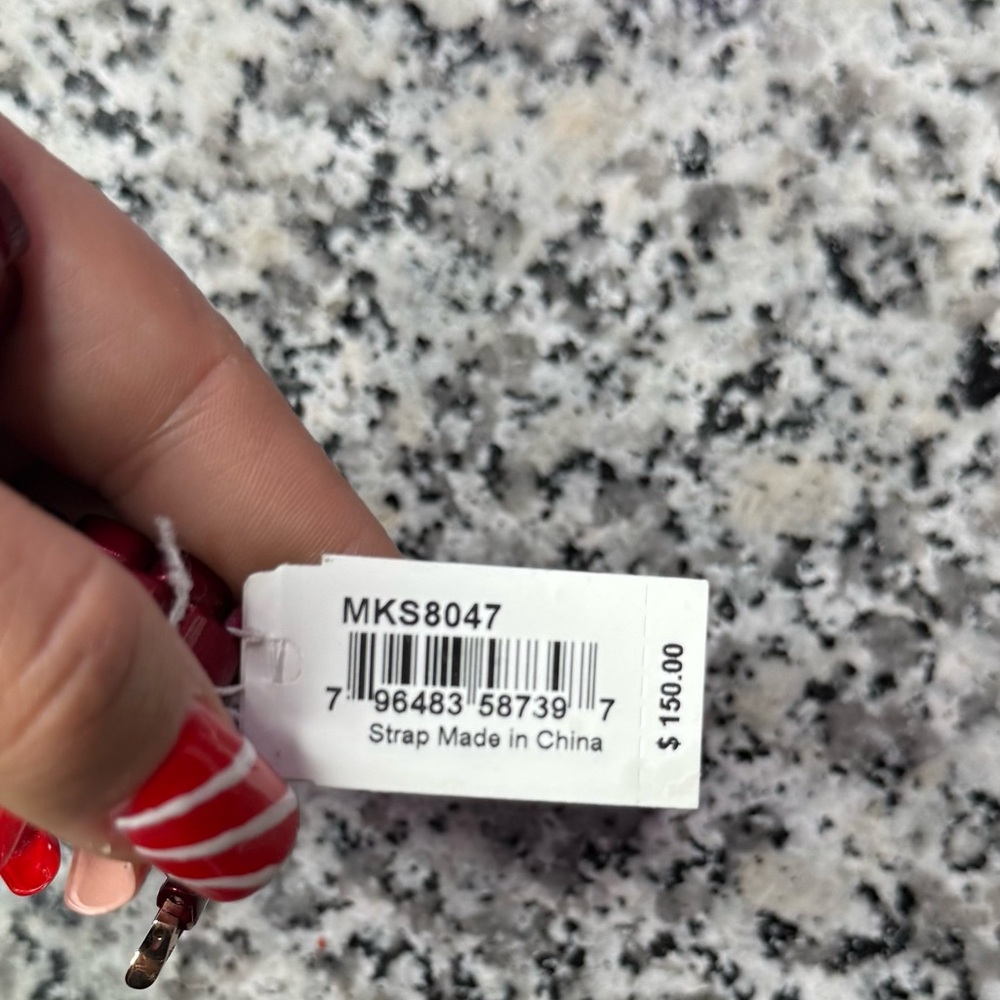 MKS8047
7 96483 58739 7
Strap Made in China
$ 150.00